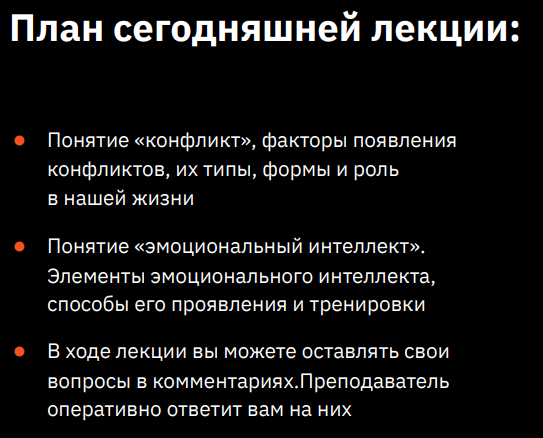 План сегодняшней лекции:
Понятие «конфликт», факторы появления
конфликтов, их типы, формы и роль
в нашей жизни
Понятие «эмоциональный интеллект».
Элементы эмоционального интеллекта,
способы его проявления и тренировки
В ходе лекции вы можете оставлять свои
вопросы в комментариях.Преподаватель
оперативно ответит вам на них